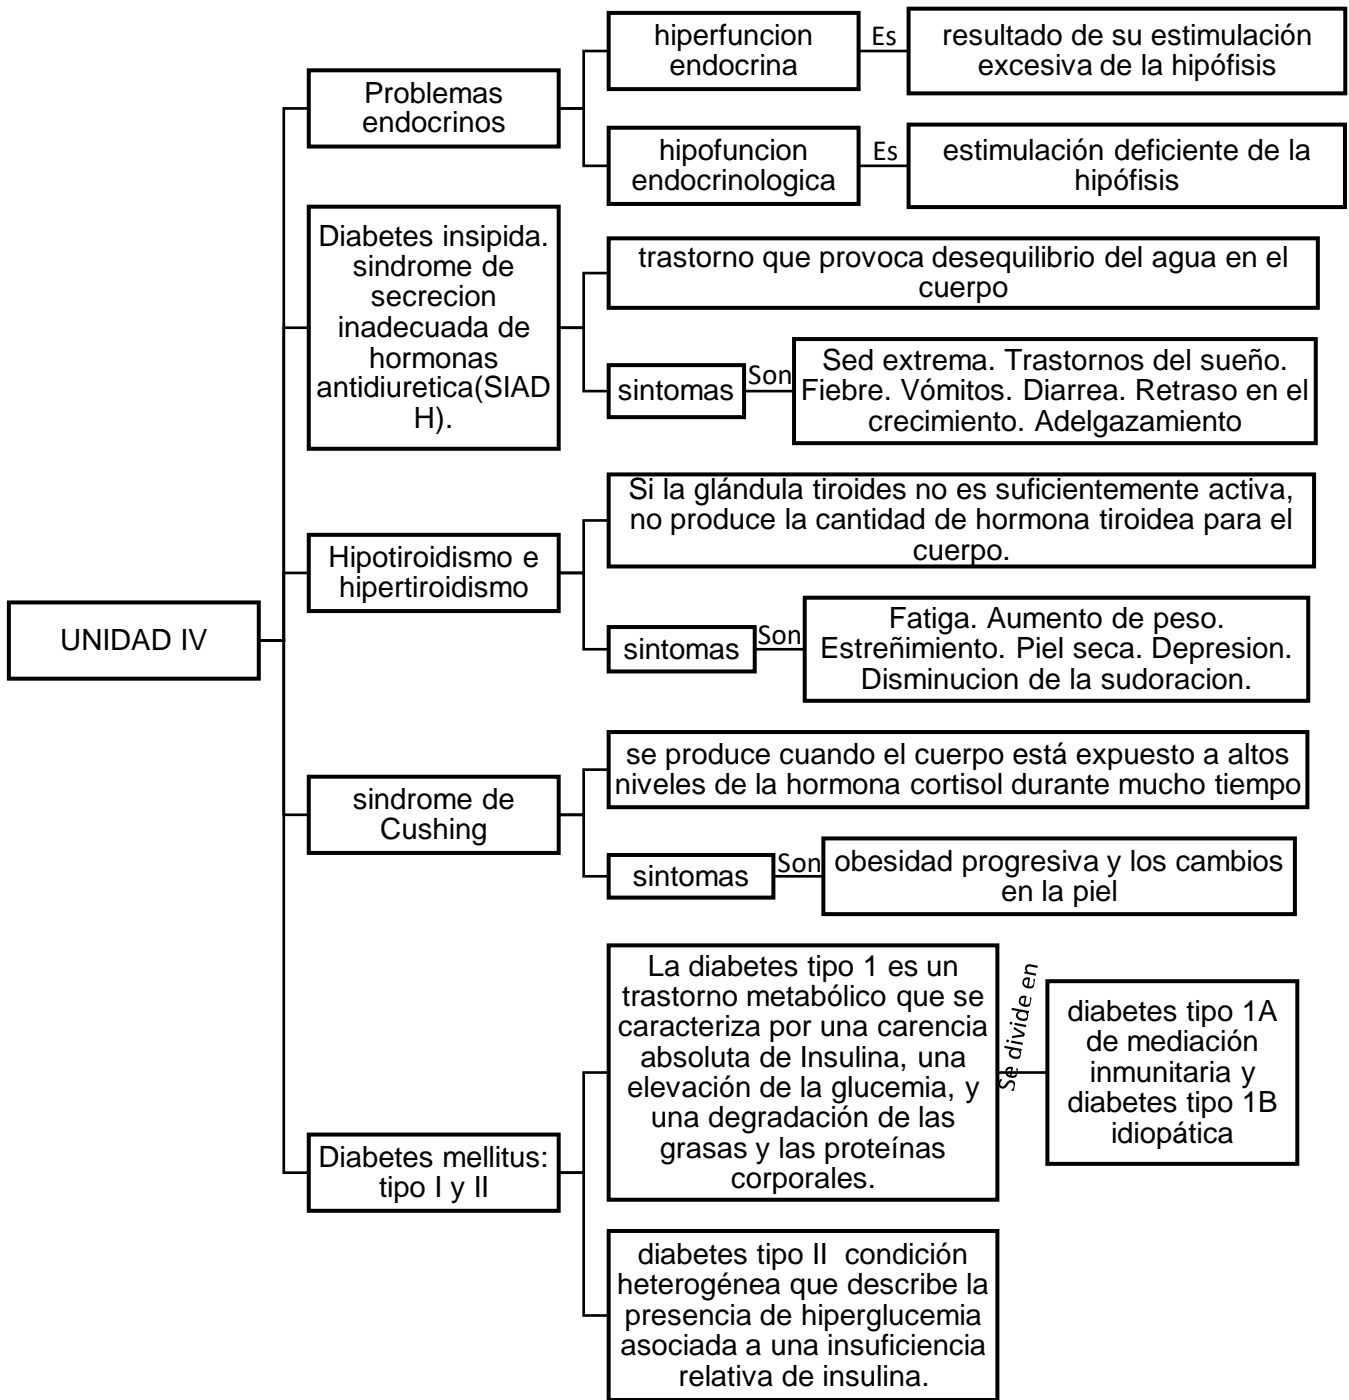 UNIDAD IV
Problemas
endocrinos
hiperfuncion
endocrina
Es
resultado de su estimulación
excesiva de la hipófisis
hipofuncion
endocrinologica
Es
estimulación deficiente de la
hipófisis
Diabetes insipida.
sindrome de
secrecion
inadecuada de
hormonas
antidiuretica(SIAD
H).
trastorno que provoca desequilibrio del agua en el
cuerpo
sintomas
Son
Sed extrema. Trastornos del sueño.
Fiebre. Vómitos. Diarrea. Retraso en el
crecimiento. Adelgazamiento
Hipotiroidismo e
hipertiroidismo
Si la glándula tiroides no es suficientemente activa,
no produce la cantidad de hormona tiroidea para el
cuerpo.
sintomas
Son
Fatiga. Aumento de peso.
Estreñimiento. Piel seca. Depresion.
Disminucion de la sudoracion.
sindrome de
Cushing
se produce cuando el cuerpo está expuesto a altos
niveles de la hormona cortisol durante mucho tiempo
sintomas
Son
obesidad progresiva y los cambios
en la piel
Diabetes mellitus:
tipo I y II
La diabetes tipo 1 es un
trastorno metabólico que se
caracteriza por una carencia
absoluta de Insulina, una
elevación de la glucemia, y
una degradación de las
grasas y las proteínas
corporales.
Se divide en
diabetes tipo 1A
de mediación
inmunitaria y
diabetes tipo 1B
idiopática
diabetes tipo II  condición
heterogénea que describe la
presencia de hiperglucemia
asociada a una insuficiencia
relativa de insulina.